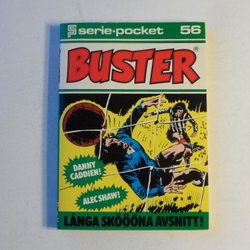 serie-pocket 56
BUSTER®
DANNY
CADDIEN!
ALEC SHAW!
LÅNGA SKÖÖÖNA AVSNITT!